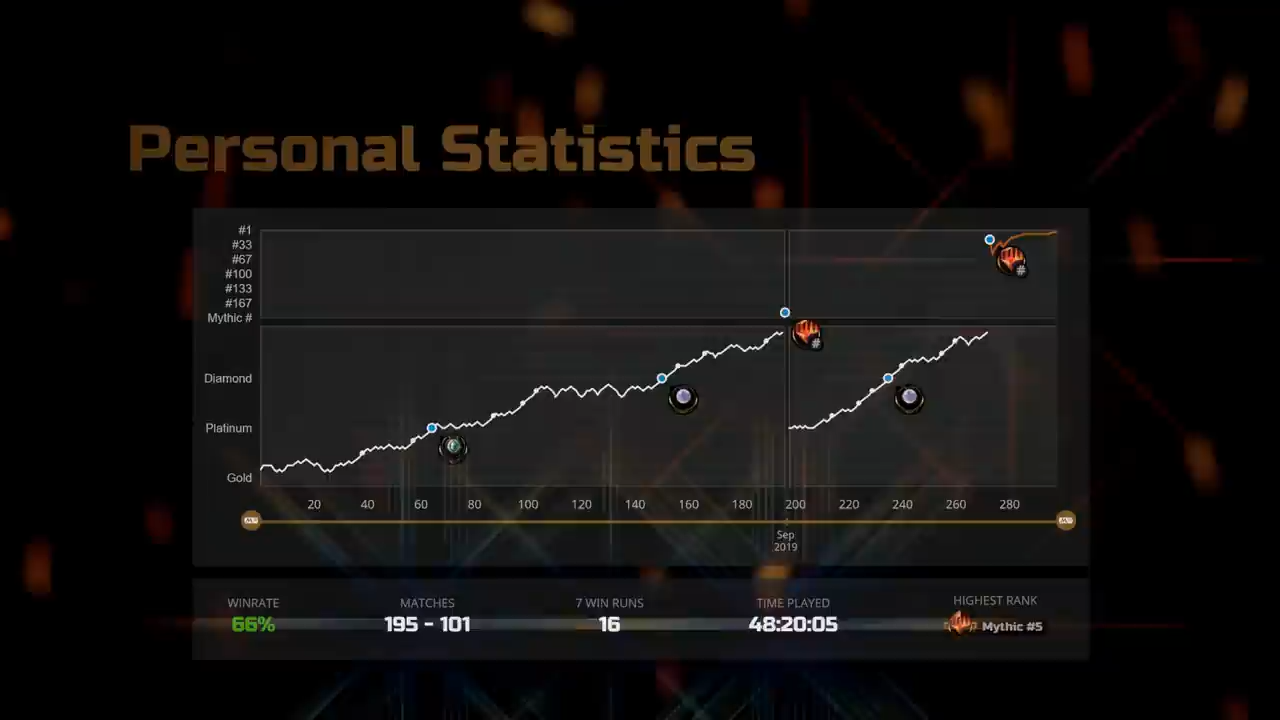 Personal Statistics
#1
#33
#67
#100
#133
#167
Mythic #
#
#
Diamond
Platinum
Gold
20 40 60 80 100 120 140 160 180 200 220 240 260 280
Sep
2019
WINRATE MATCHES 7 WIN RUNS TIME PLAYED HIGHEST RANK
66% 195 - 101 16 48:20:05 Mythic #5